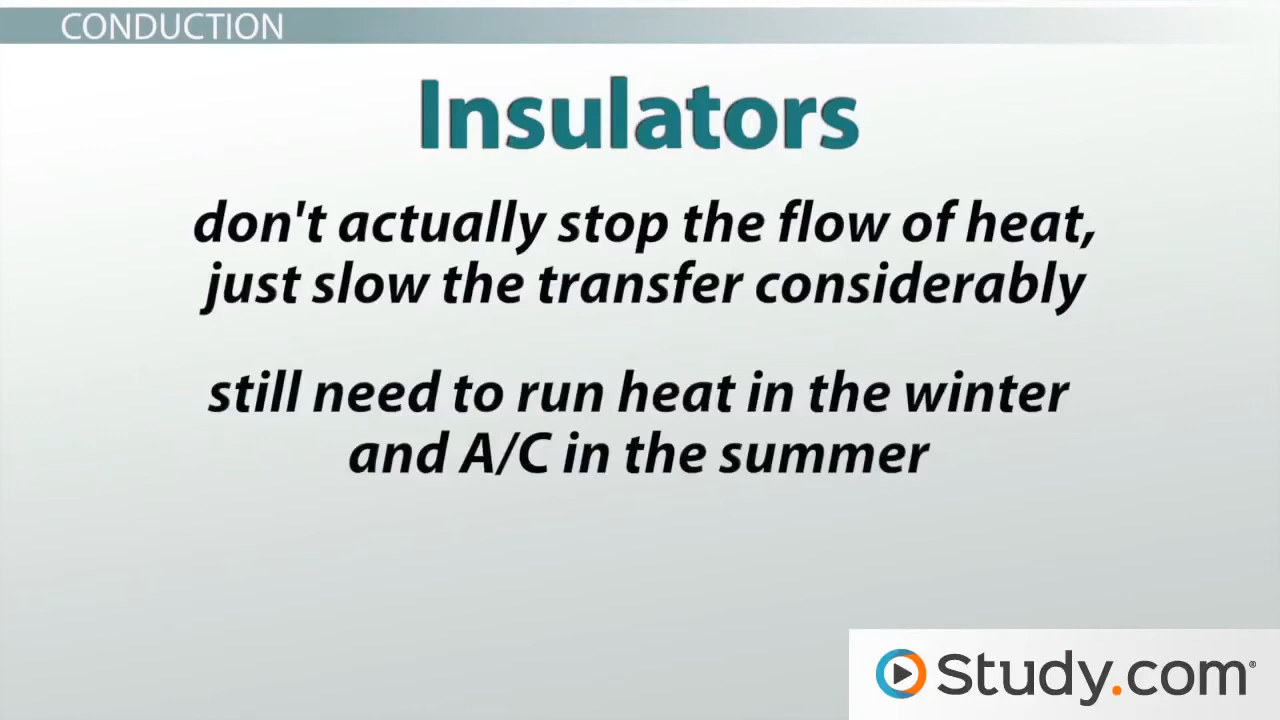 CONDUCTION
Insulators
don't actually stop the flow of heat,
just slow the transfer considerably
still need to run heat in the winter
and A/C in the summer
Study.com®